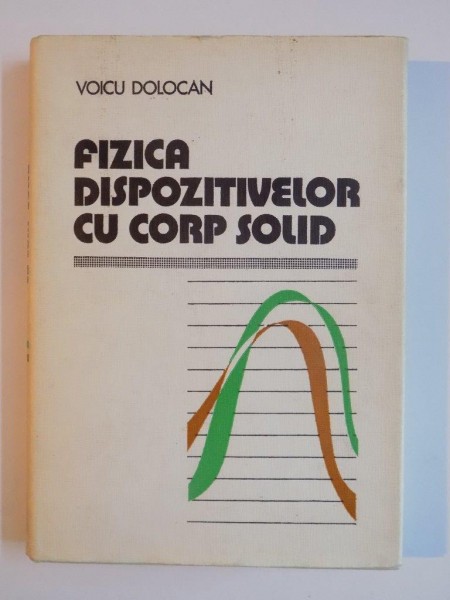 VOICU DOLOCAN
FIZICA
DISPOZITIVELOR
CU CORP SOLID